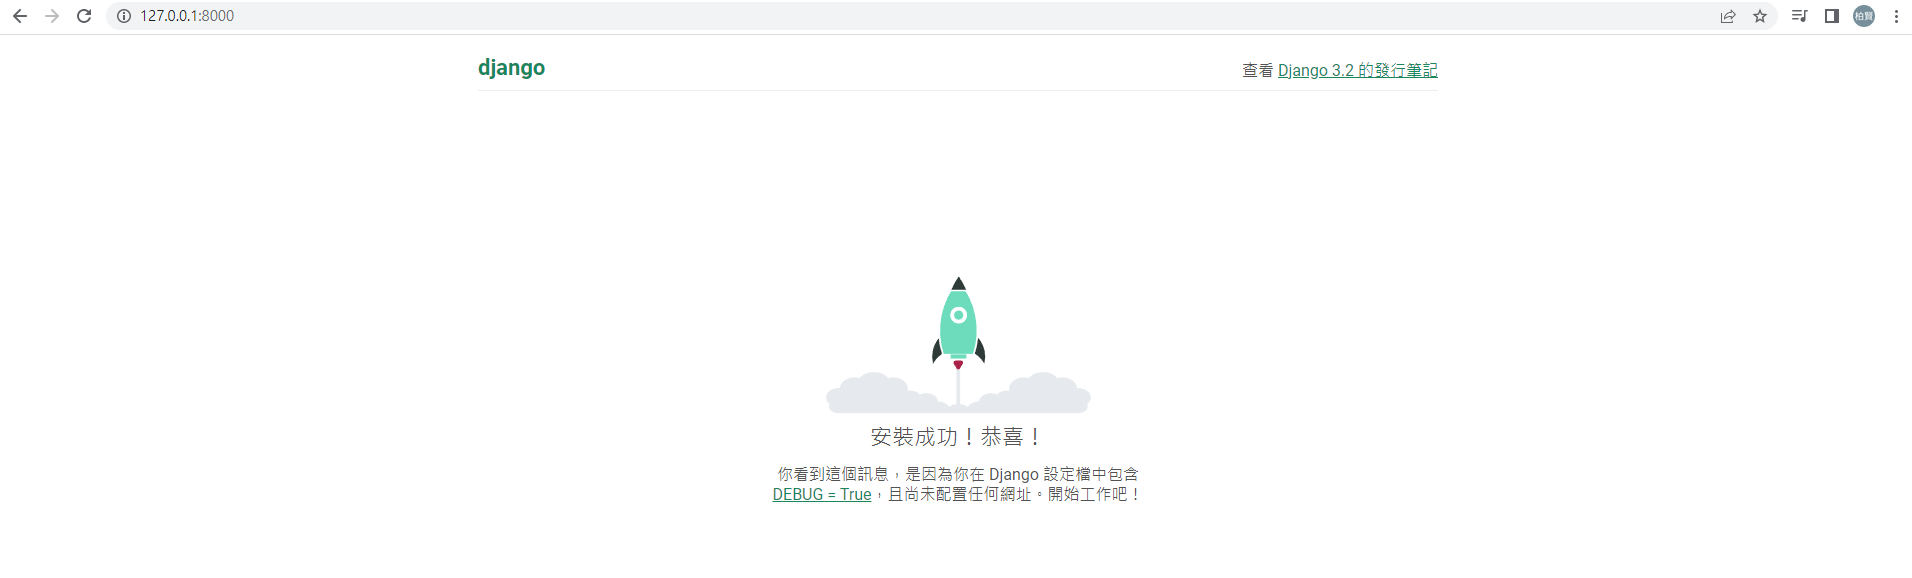 127.0.0.1:8000
柏賢
django
查看 Django 3.2 的發行筆記
安裝成功！恭喜！
你看到這個訊息，是因為你在 Django 設定檔中包含
DEBUG = True，且尚未配置任何網址。開始工作吧！